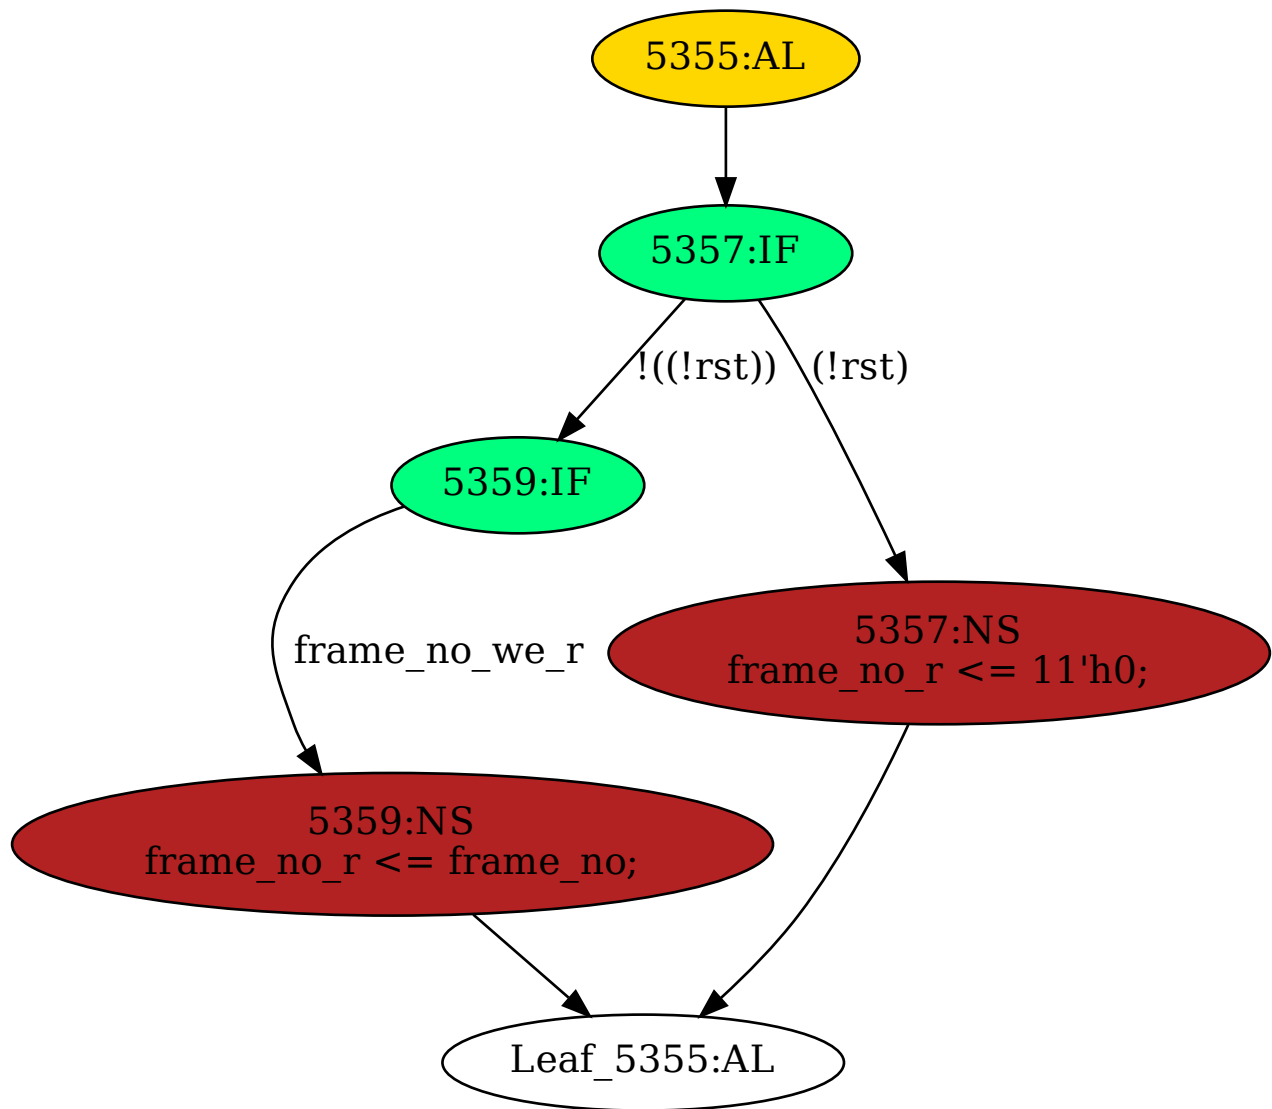 5355:AL
5357:IF
!((!rst))
(!rst)
5359:IF
frame_no_we_r
5357:NS
frame_no_r <= 11'h0;
5359:NS
frame_no_r <= frame_no;
Leaf_5355:AL